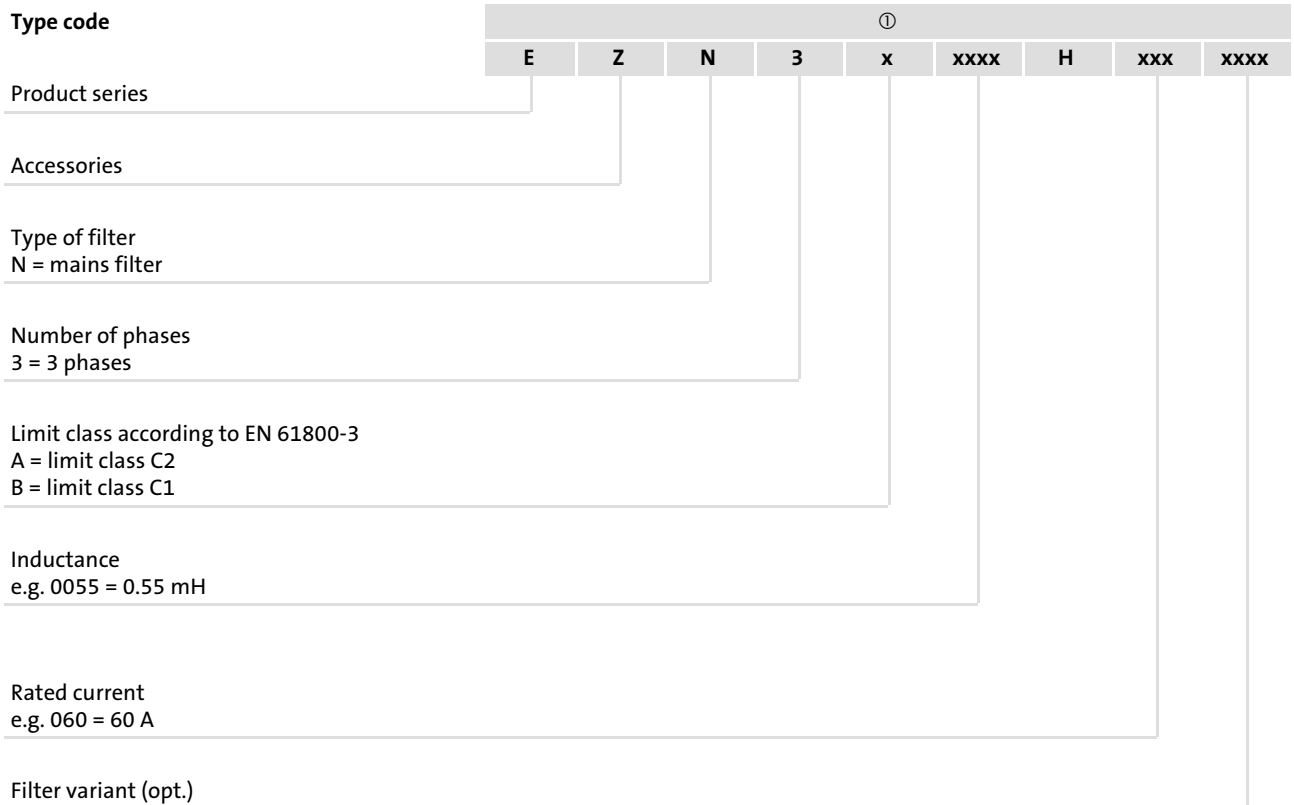 Type code ①
E Z N 3 x xxxx H xxx xxxx
Product series
Accessories
Type of filter
N = mains filter
Number of phases
3 = 3 phases
Limit class according to EN 61800-3
A = limit class C2
B = limit class C1
Inductance
e.g. 0055 = 0.55 mH
Rated current
e.g. 060 = 60 A
Filter variant (opt.)